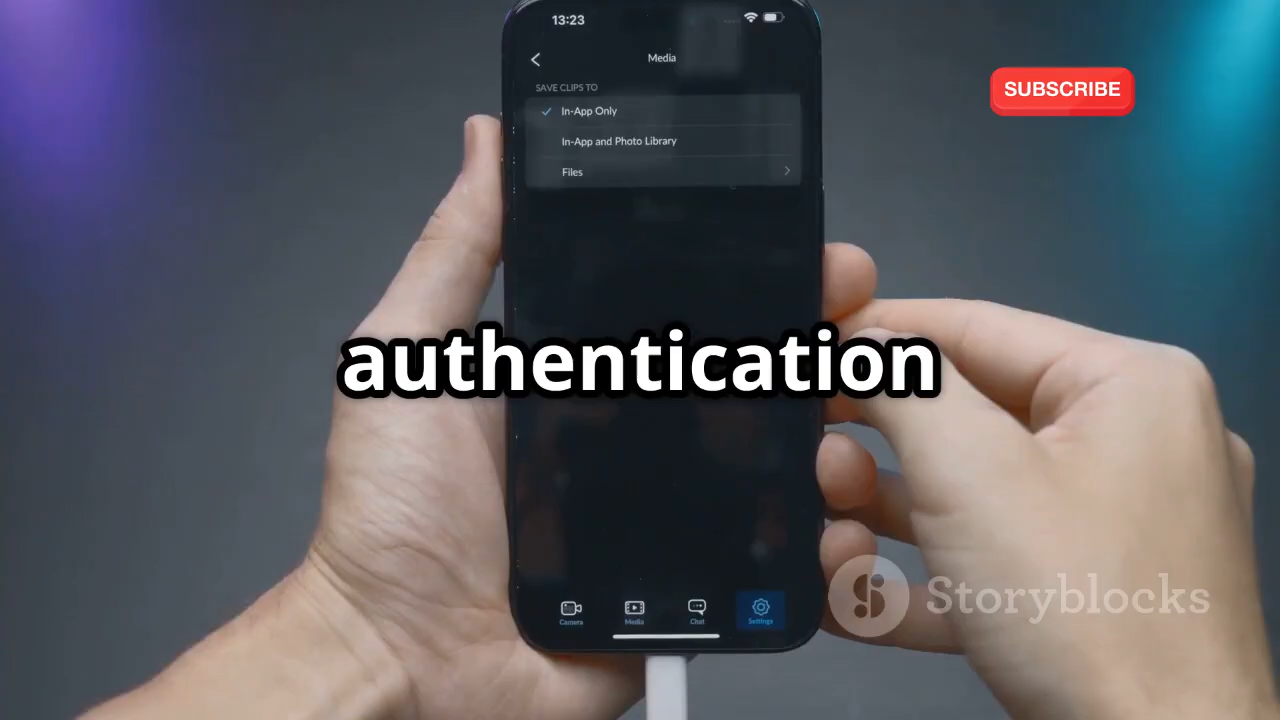 13:23
Media
SUBSCRIBE
SAVE CLIPS TO
In-App Only
In-App and Photo Library
Files
authentication
Storyblocks
Camera
Media
Chat
Settings